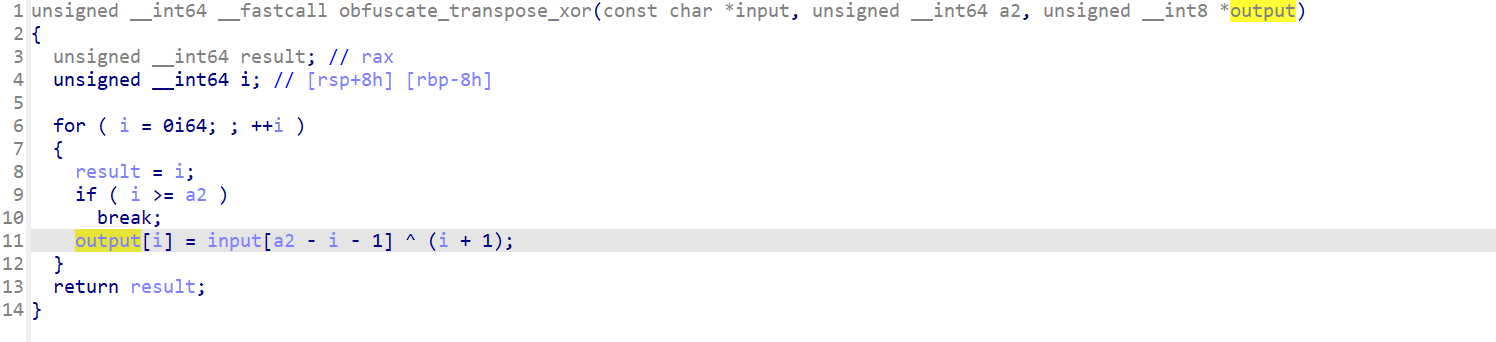 1 unsigned __int64 __fastcall obfuscate_transpose_xor(const char *input, unsigned __int64 a2, unsigned __int8 *output)
2 {
3   unsigned __int64 result; // rax
4   unsigned __int64 i; // [rsp+8h] [rbp-8h]
5
6   for ( i = 0i64; ; ++i )
7   {
8     result = i;
9     if ( i >= a2 )
10       break;
11     output[i] = input[a2 - i - 1] ^ (i + 1);
12   }
13   return result;
14 }